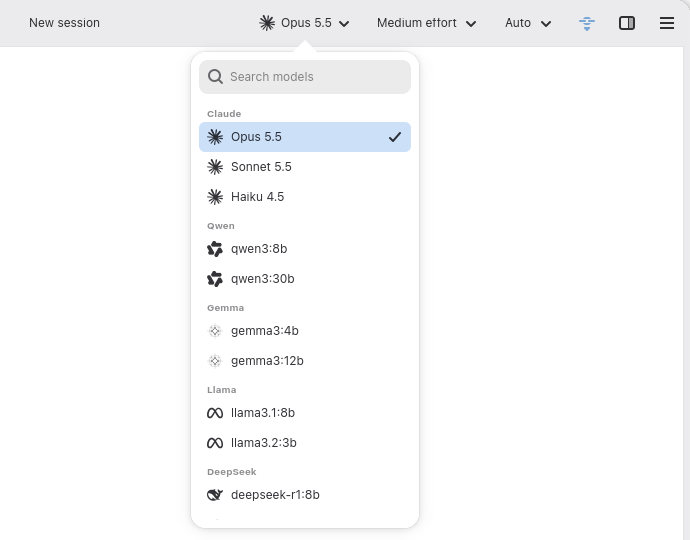 New session
Opus 5.5
Medium effort
Auto
Search models
Claude
Opus 5.5
Sonnet 5.5
Haiku 4.5
Qwen
qwen3:8b
qwen3:30b
Gemma
gemma3:4b
gemma3:12b
Llama
llama3.1:8b
llama3.2:3b
DeepSeek
deepseek-r1:8b